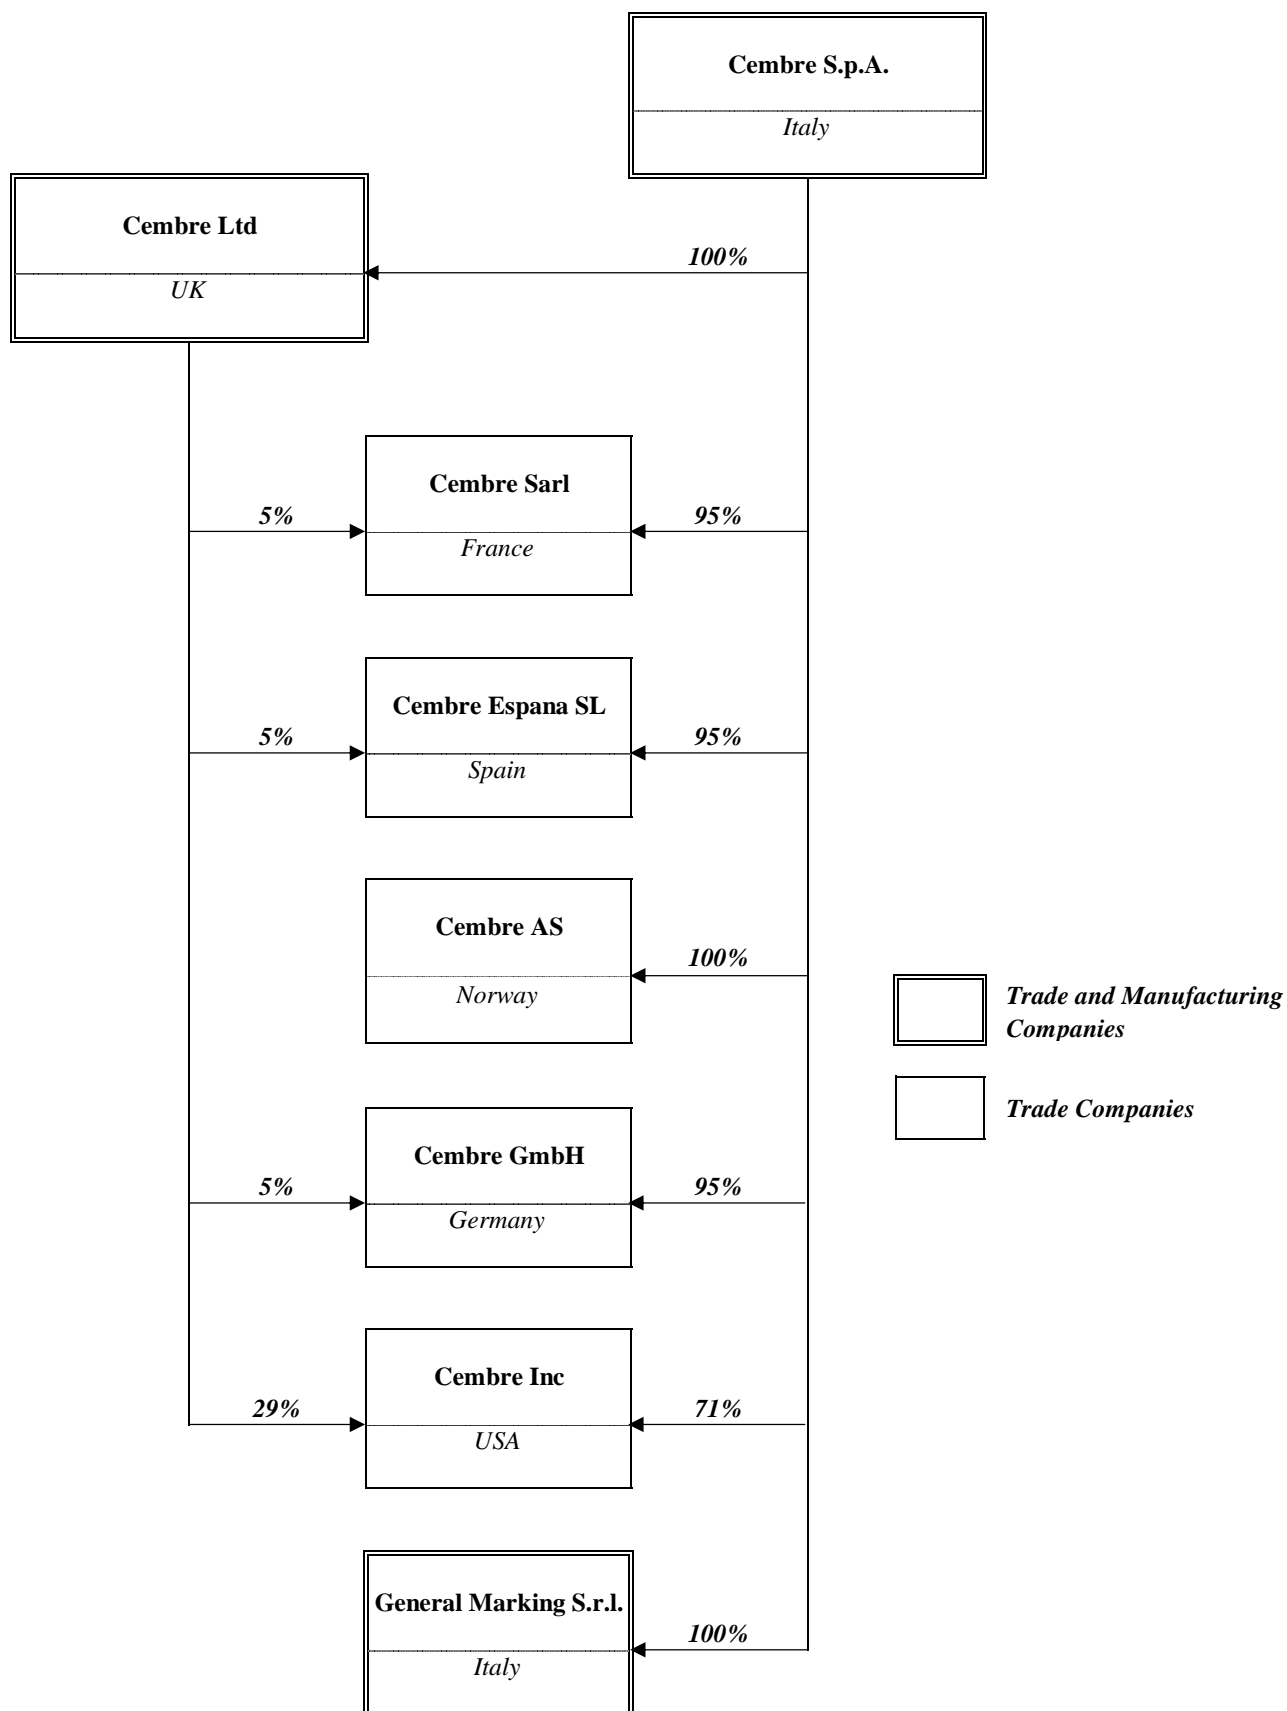 Cembre S.p.A.
Italy
Cembre Ltd
UK
100%
Cembre Sarl
France
5%
95%
Cembre Espana SL
Spain
5%
95%
Cembre AS
Norway
100%
Trade and Manufacturing
Companies
Trade Companies
Cembre GmbH
Germany
5%
95%
Cembre Inc
USA
29%
71%
General Marking S.r.l.
Italy
100%